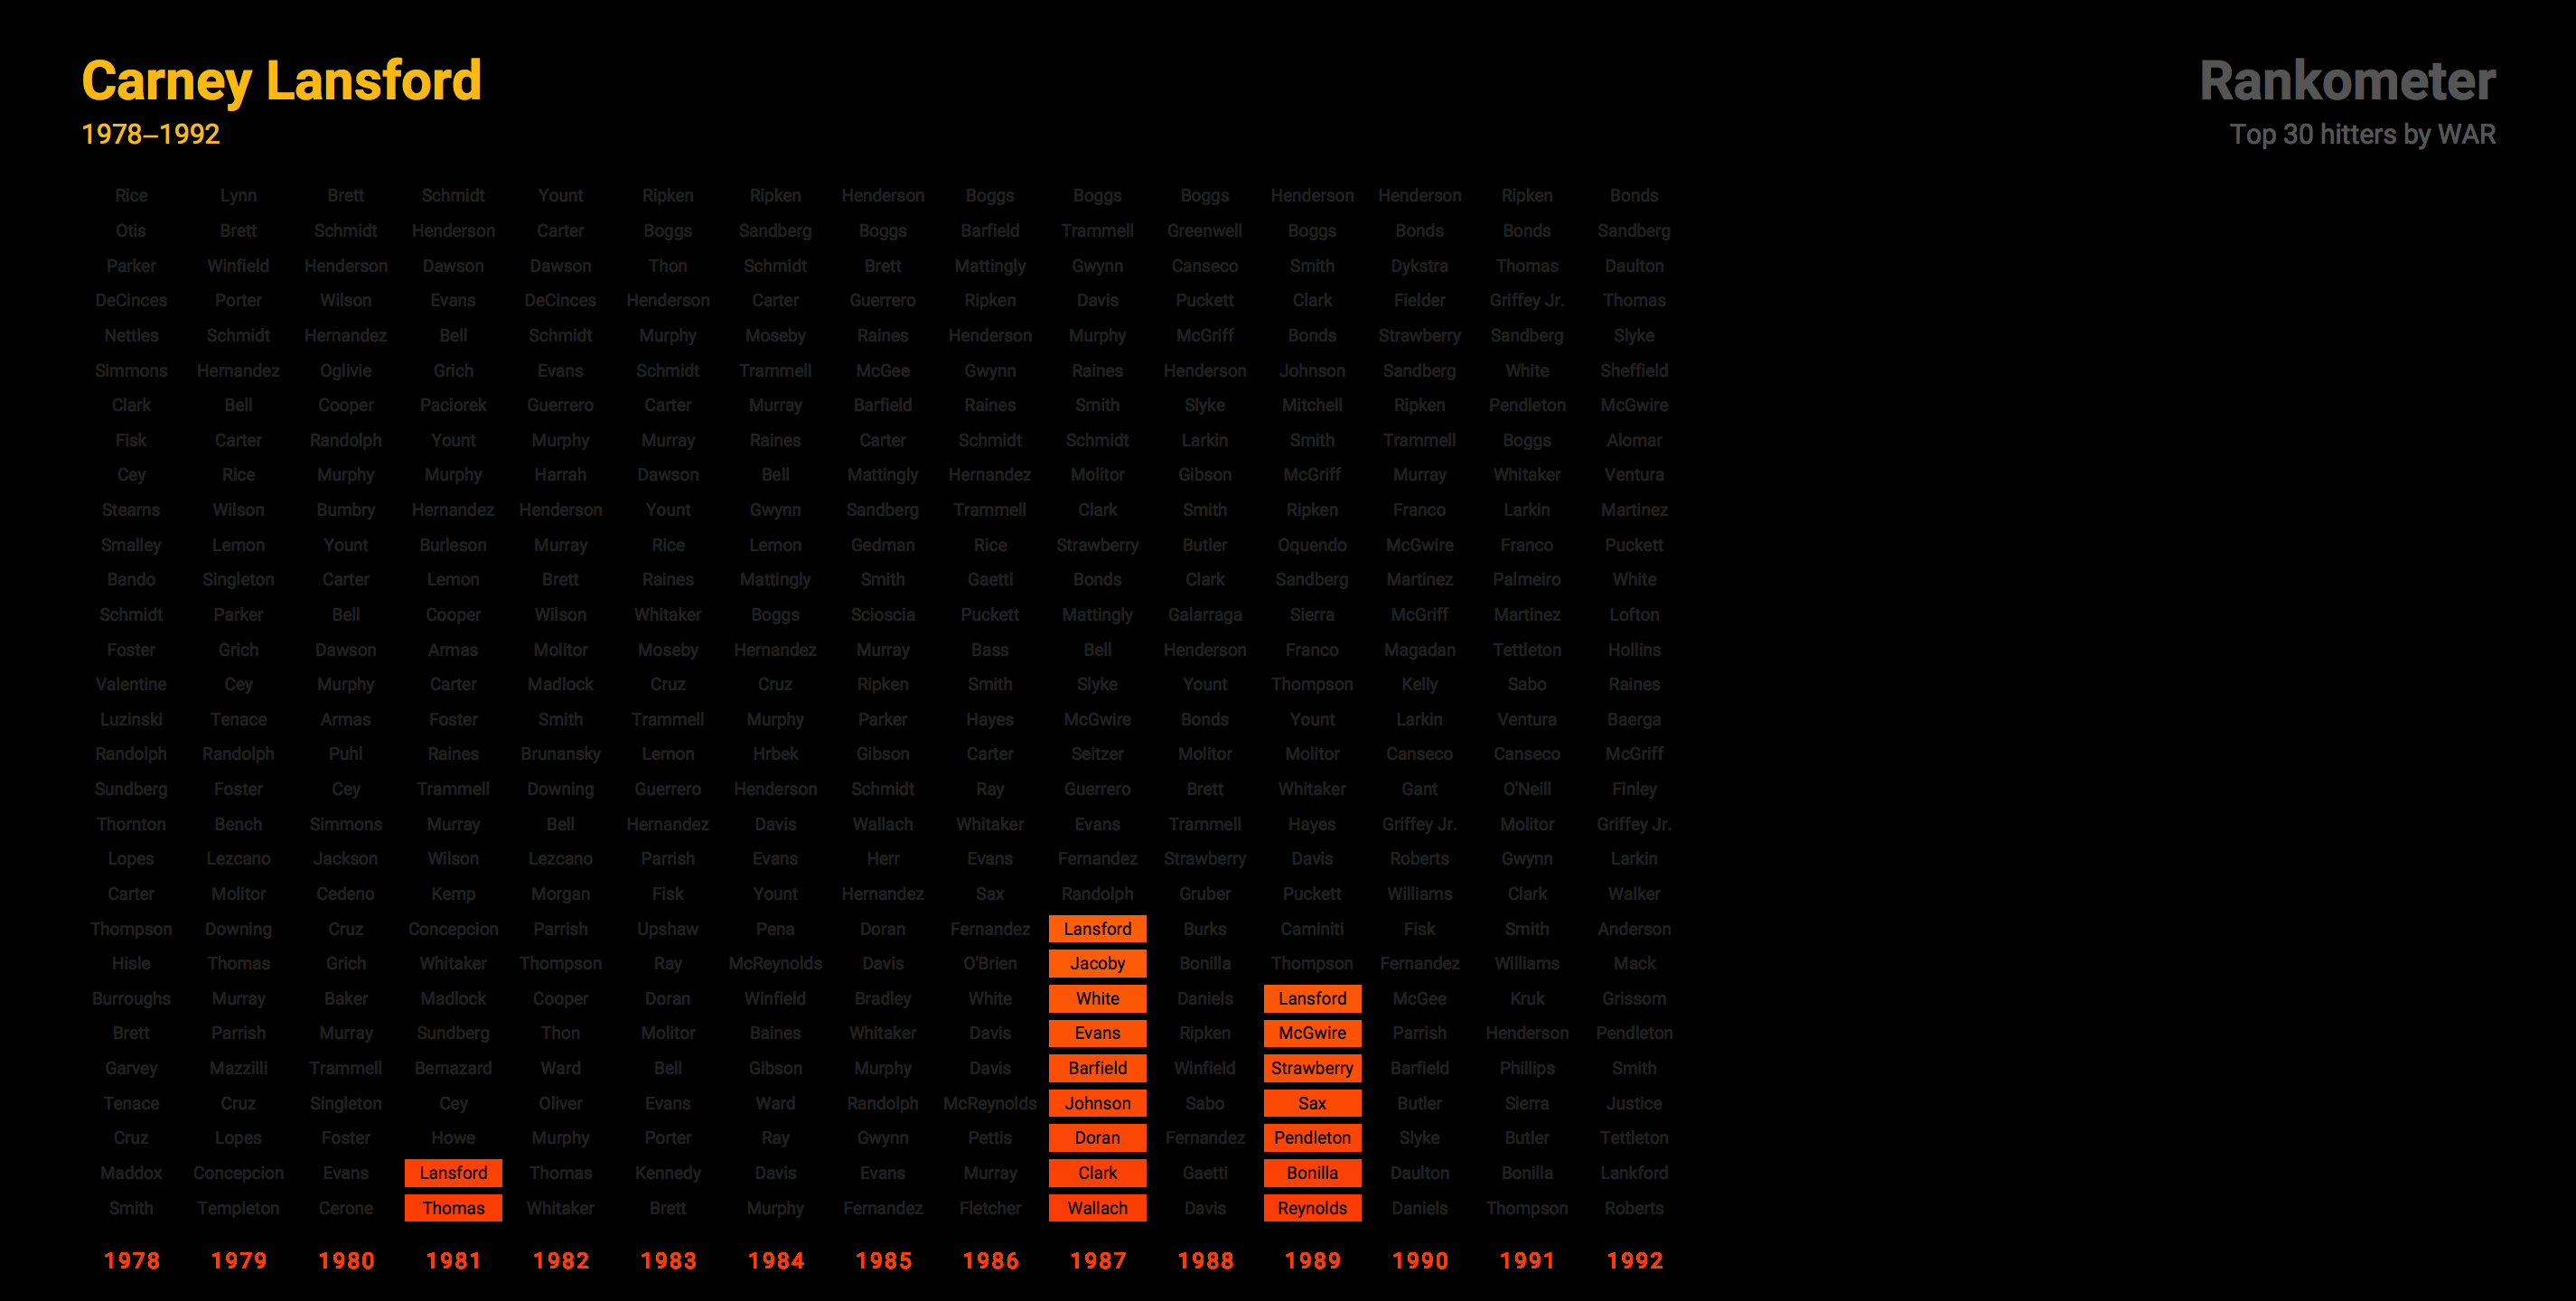 Carney Lansford
1978–1992
Rankometer
Top 30 hitters by WAR
Rice Lynn Brett Schmidt Yount Ripken Ripken Henderson Boggs Boggs Boggs Henderson Henderson Ripken Bonds
Otis Brett Schmidt Henderson Carter Boggs Sandberg Boggs Barfield Trammell Greenwell Boggs Bonds Bonds Sandberg
Parker Winfield Henderson Dawson Dawson Thon Schmidt Brett Mattingly Gwynn Canseco Smith Dykstra Thomas Daulton
DeCinces Porter Wilson Evans DeCinces Henderson Carter Guerrero Ripken Davis Puckett Clark Fielder Griffey Jr. Thomas
Nettles Schmidt Hernandez Bell Schmidt Murphy Moseby Raines Henderson Murphy McGriff Bonds Strawberry Sandberg Slyke
Simmons Hernandez Oglivie Grich Evans Schmidt Trammell McGee Gwynn Raines Henderson Johnson Sandberg White Sheffield
Clark Bell Cooper Paciorek Guerrero Carter Murray Barfield Raines Smith Slyke Mitchell Ripken Pendleton McGwire
Fisk Carter Randolph Yount Murphy Murray Raines Carter Schmidt Schmidt Larkin Smith Trammell Boggs Alomar
Cey Rice Murphy Murphy Harrah Dawson Bell Mattingly Hernandez Molitor Gibson McGriff Murray Whitaker Ventura
Stearns Wilson Bumbry Hernandez Henderson Yount Gwynn Sandberg Trammell Clark Smith Ripken Franco Larkin Martinez
Smalley Lemon Yount Burleson Murray Rice Lemon Gedman Rice Strawberry Butler Oquendo McGwire Franco Puckett
Bando Singleton Carter Lemon Brett Raines Mattingly Smith Gaetti Bonds Clark Sandberg Martinez Palmeiro White
Schmidt Parker Bell Cooper Wilson Whitaker Boggs Scioscia Puckett Mattingly Galarraga Sierra McGriff Martinez Lofton
Foster Grich Dawson Armas Molitor Moseby Hernandez Murray Bass Bell Henderson Franco Magadan Tettleton Hollins
Valentine Cey Murphy Carter Madlock Cruz Cruz Ripken Smith Slyke Yount Thompson Kelly Sabo Raines
Luzinski Tenace Armas Foster Smith Trammell Murphy Parker Hayes McGwire Bonds Yount Larkin Ventura Baerga
Randolph Randolph Puhl Raines Brunansky Lemon Hrbek Gibson Carter Seitzer Molitor Molitor Canseco Canseco McGriff
Sundberg Foster Cey Trammell Downing Guerrero Henderson Schmidt Ray Guerrero Brett Whitaker Gant O'Neill Finley
Thornton Bench Simmons Murray Bell Hernandez Davis Wallach Whitaker Evans Trammell Hayes Griffey Jr. Molitor Griffey Jr.
Lopes Lezcano Jackson Wilson Lezcano Parrish Evans Herr Evans Fernandez Strawberry Davis Roberts Gwynn Larkin
Carter Molitor Cedeno Kemp Morgan Fisk Yount Hernandez Sax Randolph Gruber Puckett Williams Clark Walker
Thompson Downing Cruz Concepcion Parrish Upshaw Pena Doran Fernandez Lansford Burks Caminiti Fisk Smith Anderson
Hisle Thomas Grich Whitaker Thompson Ray McReynolds Davis O'Brien Jacoby Bonilla Thompson Fernandez Williams Mack
Burroughs Murray Baker Madlock Cooper Doran Winfield Bradley White White Daniels Lansford McGee Kruk Grissom
Brett Parrish Murray Sundberg Thon Molitor Baines Whitaker Davis Evans Ripken McGwire Parrish Henderson Pendleton
Garvey Mazzilli Trammell Bernazard Ward Bell Gibson Murphy Davis Barfield Winfield Strawberry Barfield Phillips Smith
Tenace Cruz Singleton Cey Oliver Evans Ward Randolph McReynolds Johnson Sabo Sax Butler Sierra Justice
Cruz Lopes Foster Howe Murphy Porter Ray Gwynn Pettis Doran Fernandez Pendleton Slyke Butler Tettleton
Maddox Concepcion Evans Lansford Thomas Kennedy Davis Evans Murray Clark Gaetti Bonilla Daulton Bonilla Lankford
Smith Templeton Cerone Thomas Whitaker Brett Murphy Fernandez Fletcher Wallach Davis Reynolds Daniels Thompson Roberts
1978 1979 1980 1981 1982 1983 1984 1985 1986 1987 1988 1989 1990 1991 1992